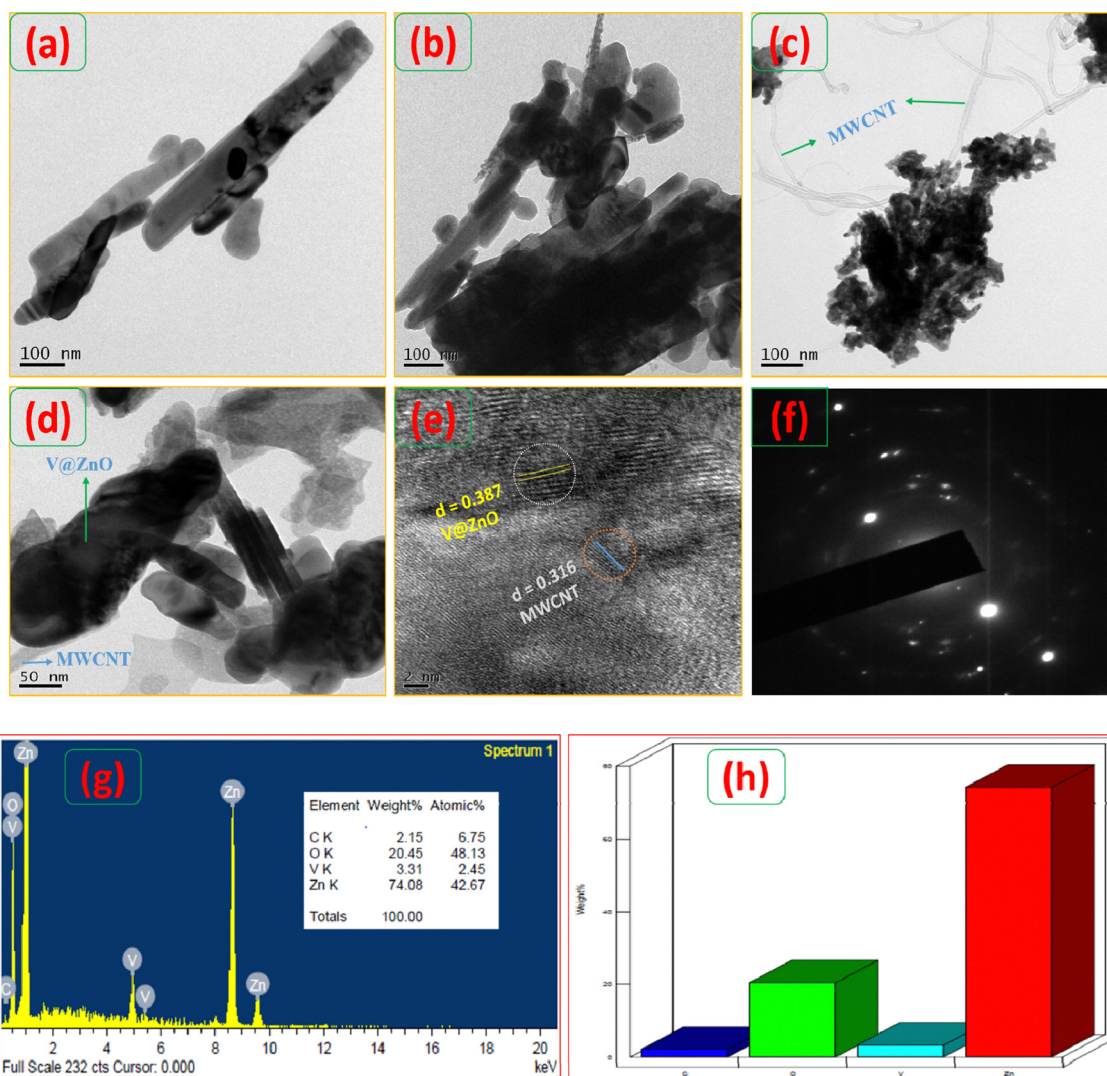 (a)
100 nm
(b)
100 nm
(c)
MWCNT
100 nm
(d)
V@ZnO
MWCNT
50 nm
(e)
d = 0.387
V@ZnO
d = 0.316
MWCNT
2 nm
(f)
(g)
Spectrum 1
Zn
O
V
C
V
V
Zn
Zn
Element Weight% Atomic%
C K 2.15 6.75
O K 20.45 48.13
V K 3.31 2.45
Zn K 74.08 42.67
Totals 100.00
2 4 6 8 10 12 14 16 18 20
Full Scale 232 cts Cursor: 0.000 keV
(h)
Weight%
80
60
40
20
0
C O V Zn